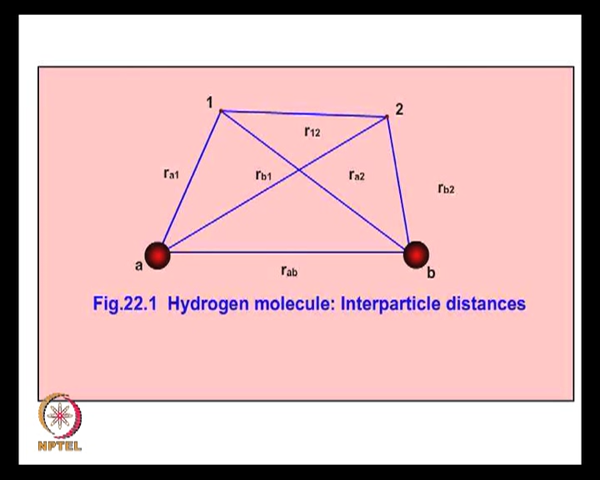 1
2
r12
ra1
rb1
ra2
rb2
a
b
rab
Fig.22.1 Hydrogen molecule: Interparticle distances
NPTEL